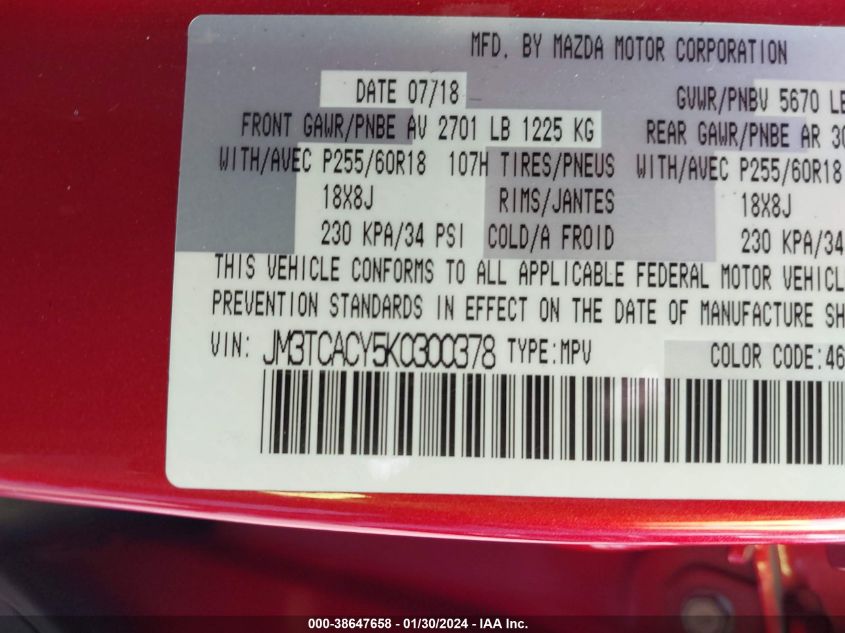 MFD. BY MAZDA MOTOR CORPORATION
DATE 07/18 GVWR/PNBV 5670 LB
FRONT GAWR/PNBE AV 2701 LB 1225 KG REAR GAWR/PNBE AR 30
WITH/AVEC P255/60R18 107H TIRES/PNEUS WITH/AVEC P255/60R18
18X8J RIMS/JANTES 18X8J
230 KPA/34 PSI COLD/A FROID 230 KPA/34
THIS VEHICLE CONFORMS TO ALL APPLICABLE FEDERAL MOTOR VEHICL
PREVENTION STANDARDS IN EFFECT ON THE DATE OF MANUFACTURE SH
VIN: JM3TCACY5K0300378 TYPE:MPV COLOR CODE:46
000-38647658 - 01/30/2024 - IAA Inc.